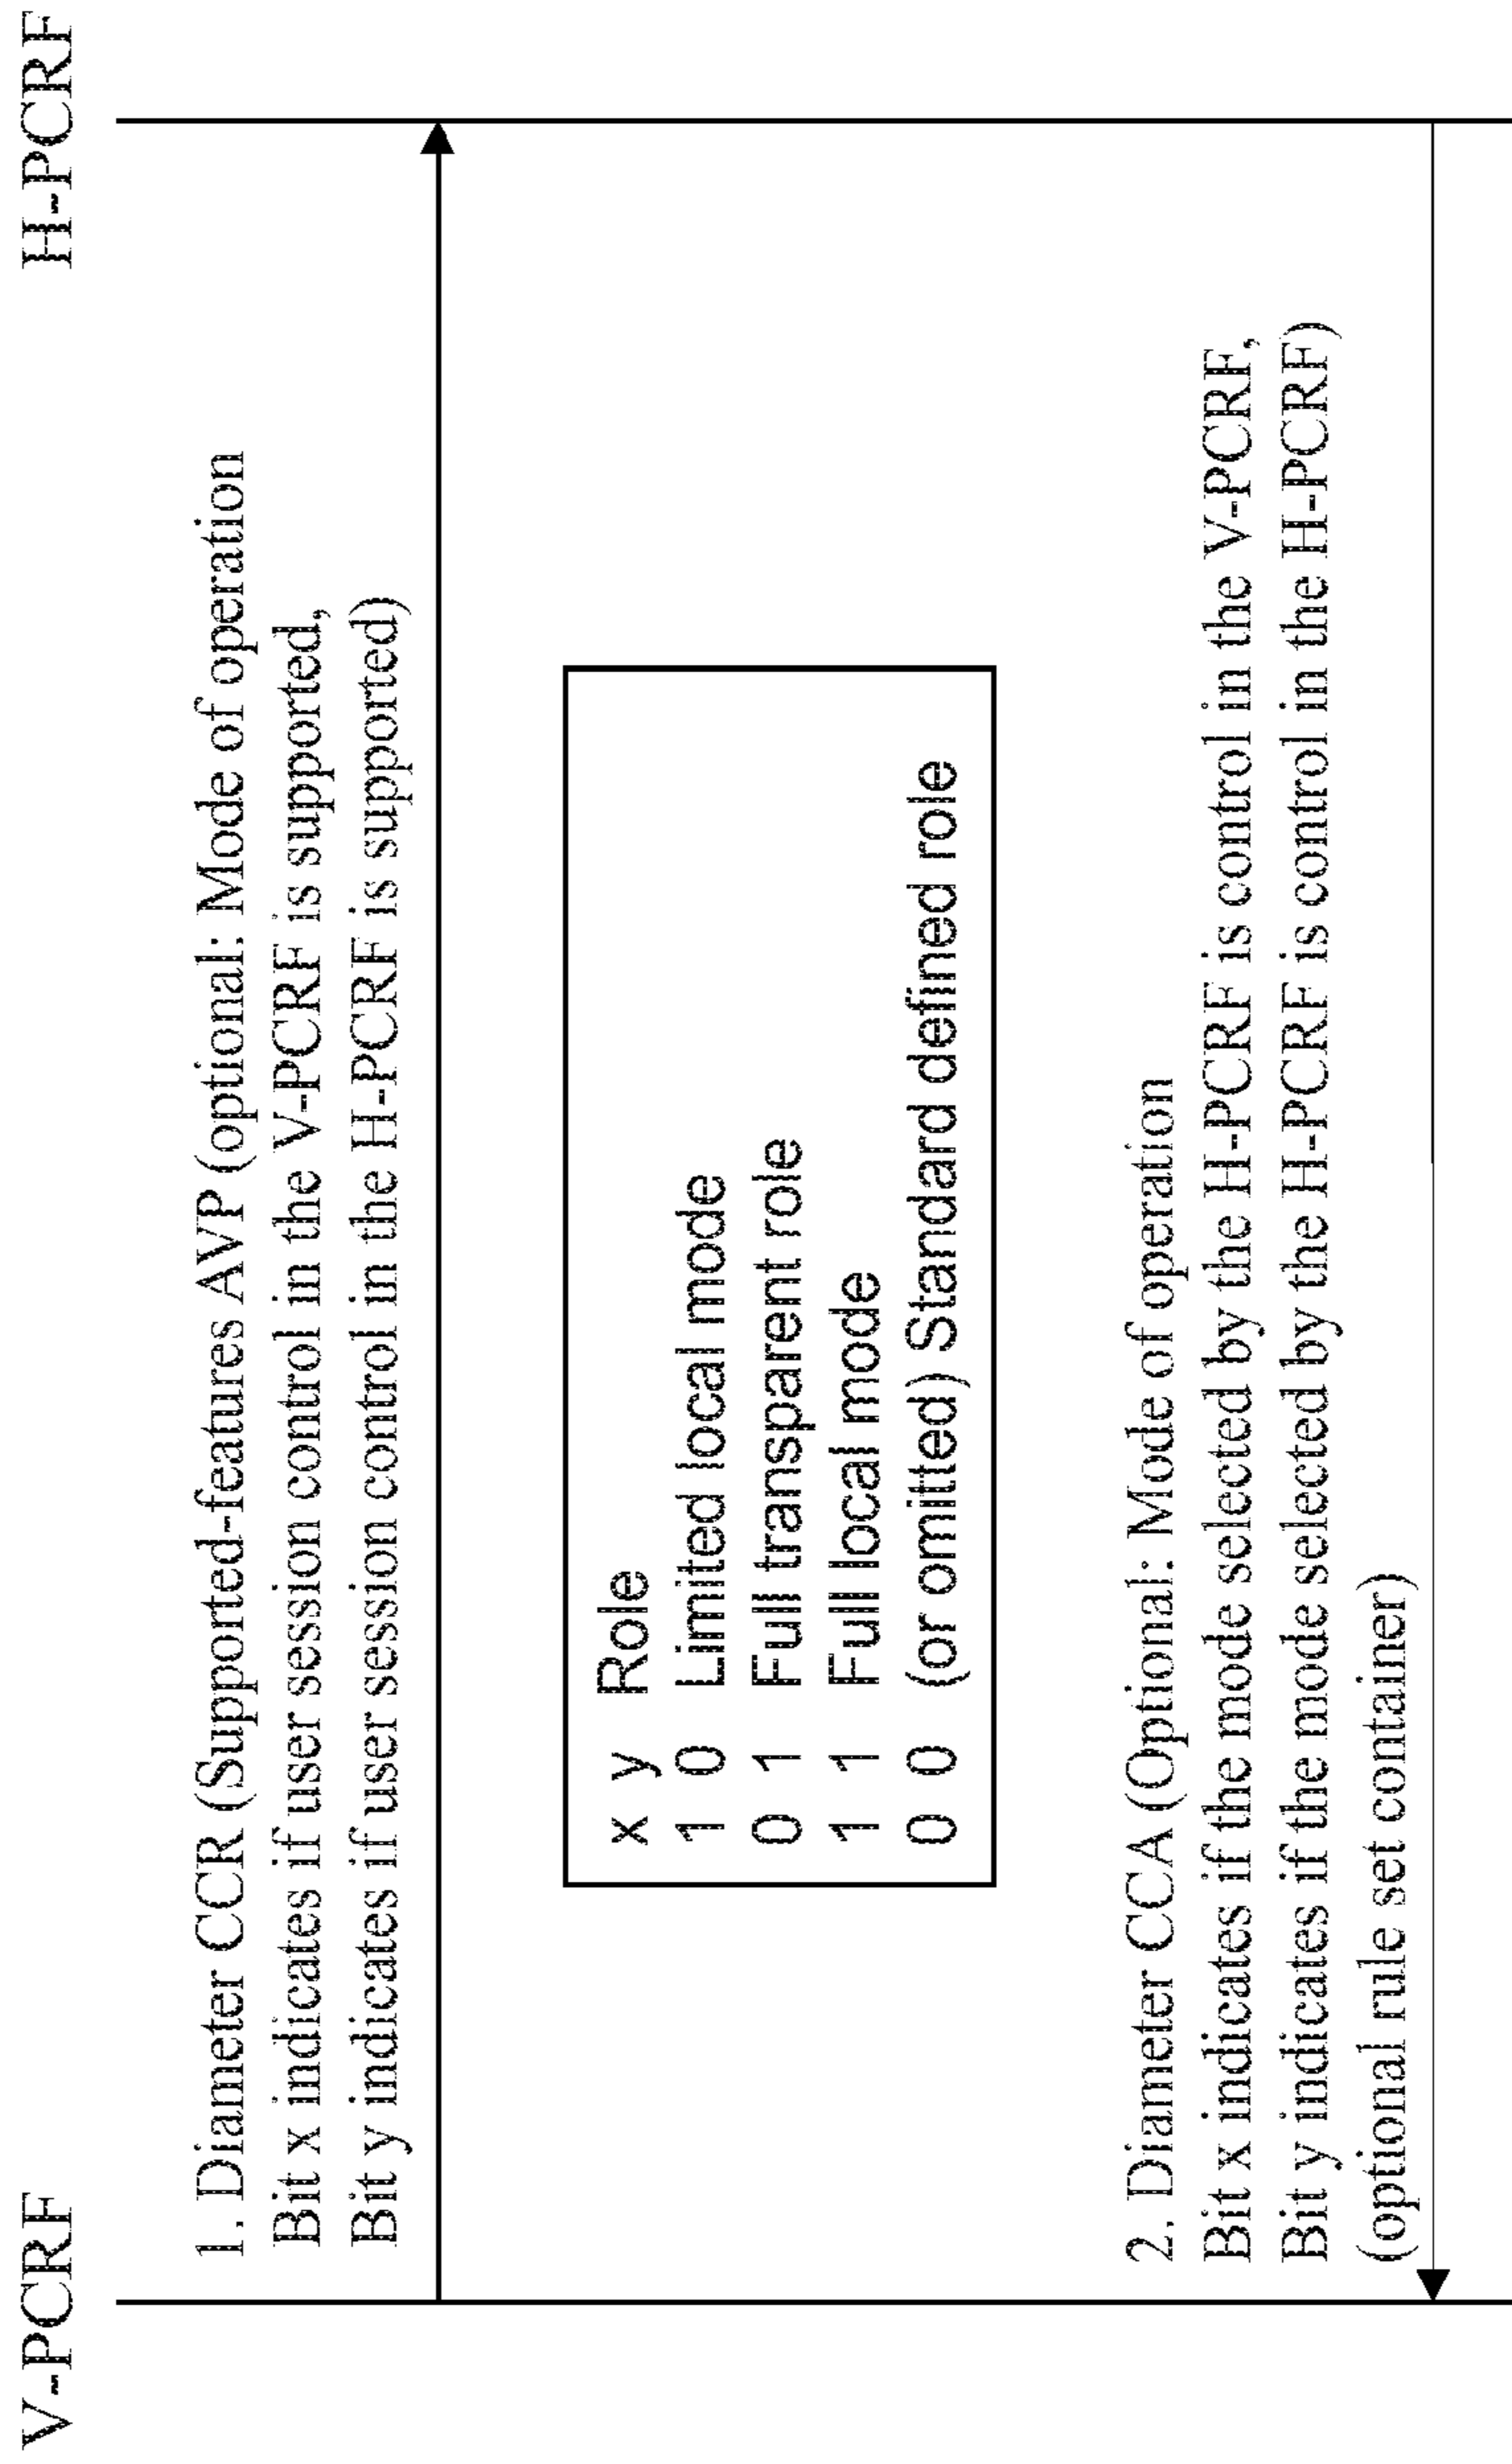 V-PCRF
H-PCRF
1. Diameter CCR (Supported-features AVP (optional: Mode of operation
Bit x indicates if user session control in the V-PCRF is supported,
Bit y indicates if user session control in the H-PCRF is supported)
x y Role
1 0 Limited local mode
0 1 Full transparent role
1 1 Full local mode
0 0 (or omitted) Standard defined role
2. Diameter CCA (Optional: Mode of operation
Bit x indicates if the mode selected by the H-PCRF is control in the V-PCRF,
Bit y indicates if the mode selected by the H-PCRF is control in the H-PCRF)
(optional rule set container)